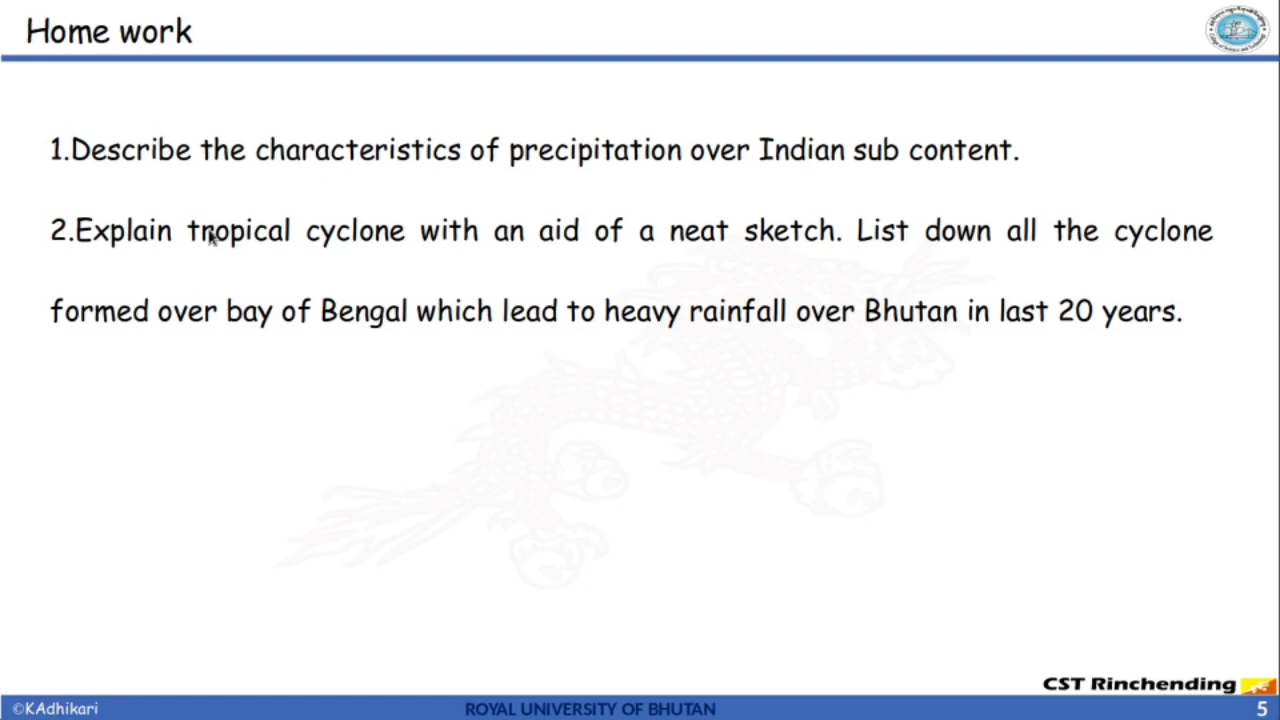 Home work
1.Describe the characteristics of precipitation over Indian sub content.
2.Explain tropical cyclone with an aid of a neat sketch. List down all the cyclone
formed over bay of Bengal which lead to heavy rainfall over Bhutan in last 20 years.
CST Rinchending
©KAdhikari
ROYAL UNIVERSITY OF BHUTAN
5